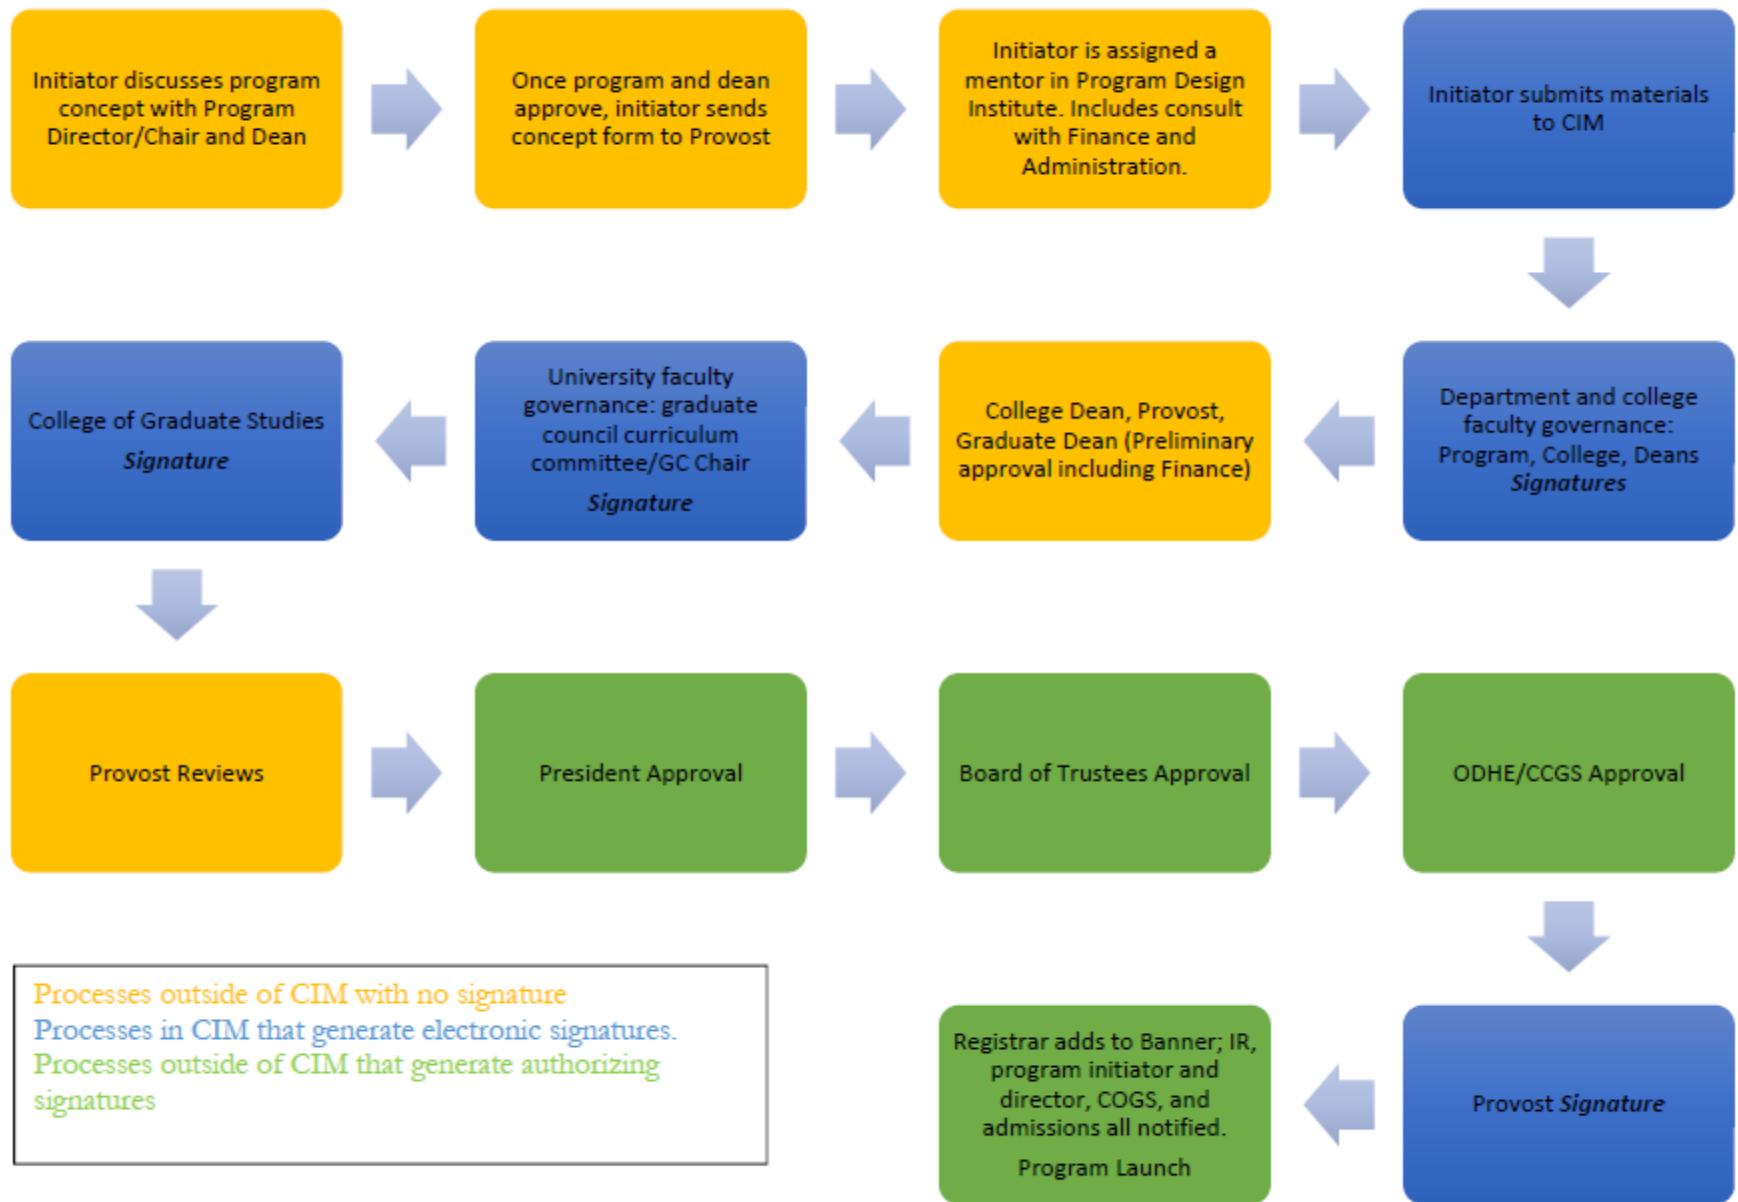 Initiator discusses program
concept with Program
Director/Chair and Dean
Once program and dean
approve, initiator sends
concept form to Provost
Initiator is assigned a
mentor in Program Design
Institute. Includes consult
with Finance and
Administration.
Initiator submits materials
to CIM
Department and college
faculty governance:
Program, College, Deans
Signatures
College Dean, Provost,
Graduate Dean (Preliminary
approval including Finance)
University faculty
governance: graduate
council curriculum
committee/GC Chair
Signature
College of Graduate Studies
Signature
Provost Reviews
President Approval
Board of Trustees Approval
ODHE/CCGS Approval
Provost Signature
Registrar adds to Banner; IR,
program initiator and
director, COGS, and
admissions all notified.
Program Launch
Processes outside of CIM with no signature
Processes in CIM that generate electronic signatures.
Processes outside of CIM that generate authorizing
signatures